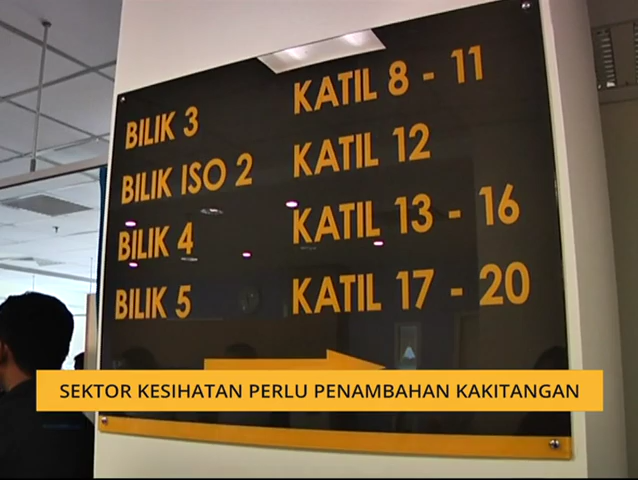 BILIK 3 KATIL 8 - 11
BILIK ISO 2 KATIL 12
BILIK 4 KATIL 13 - 16
BILIK 5 KATIL 17 - 20
SEKTOR KESIHATAN PERLU PENAMBAHAN KAKITANGAN